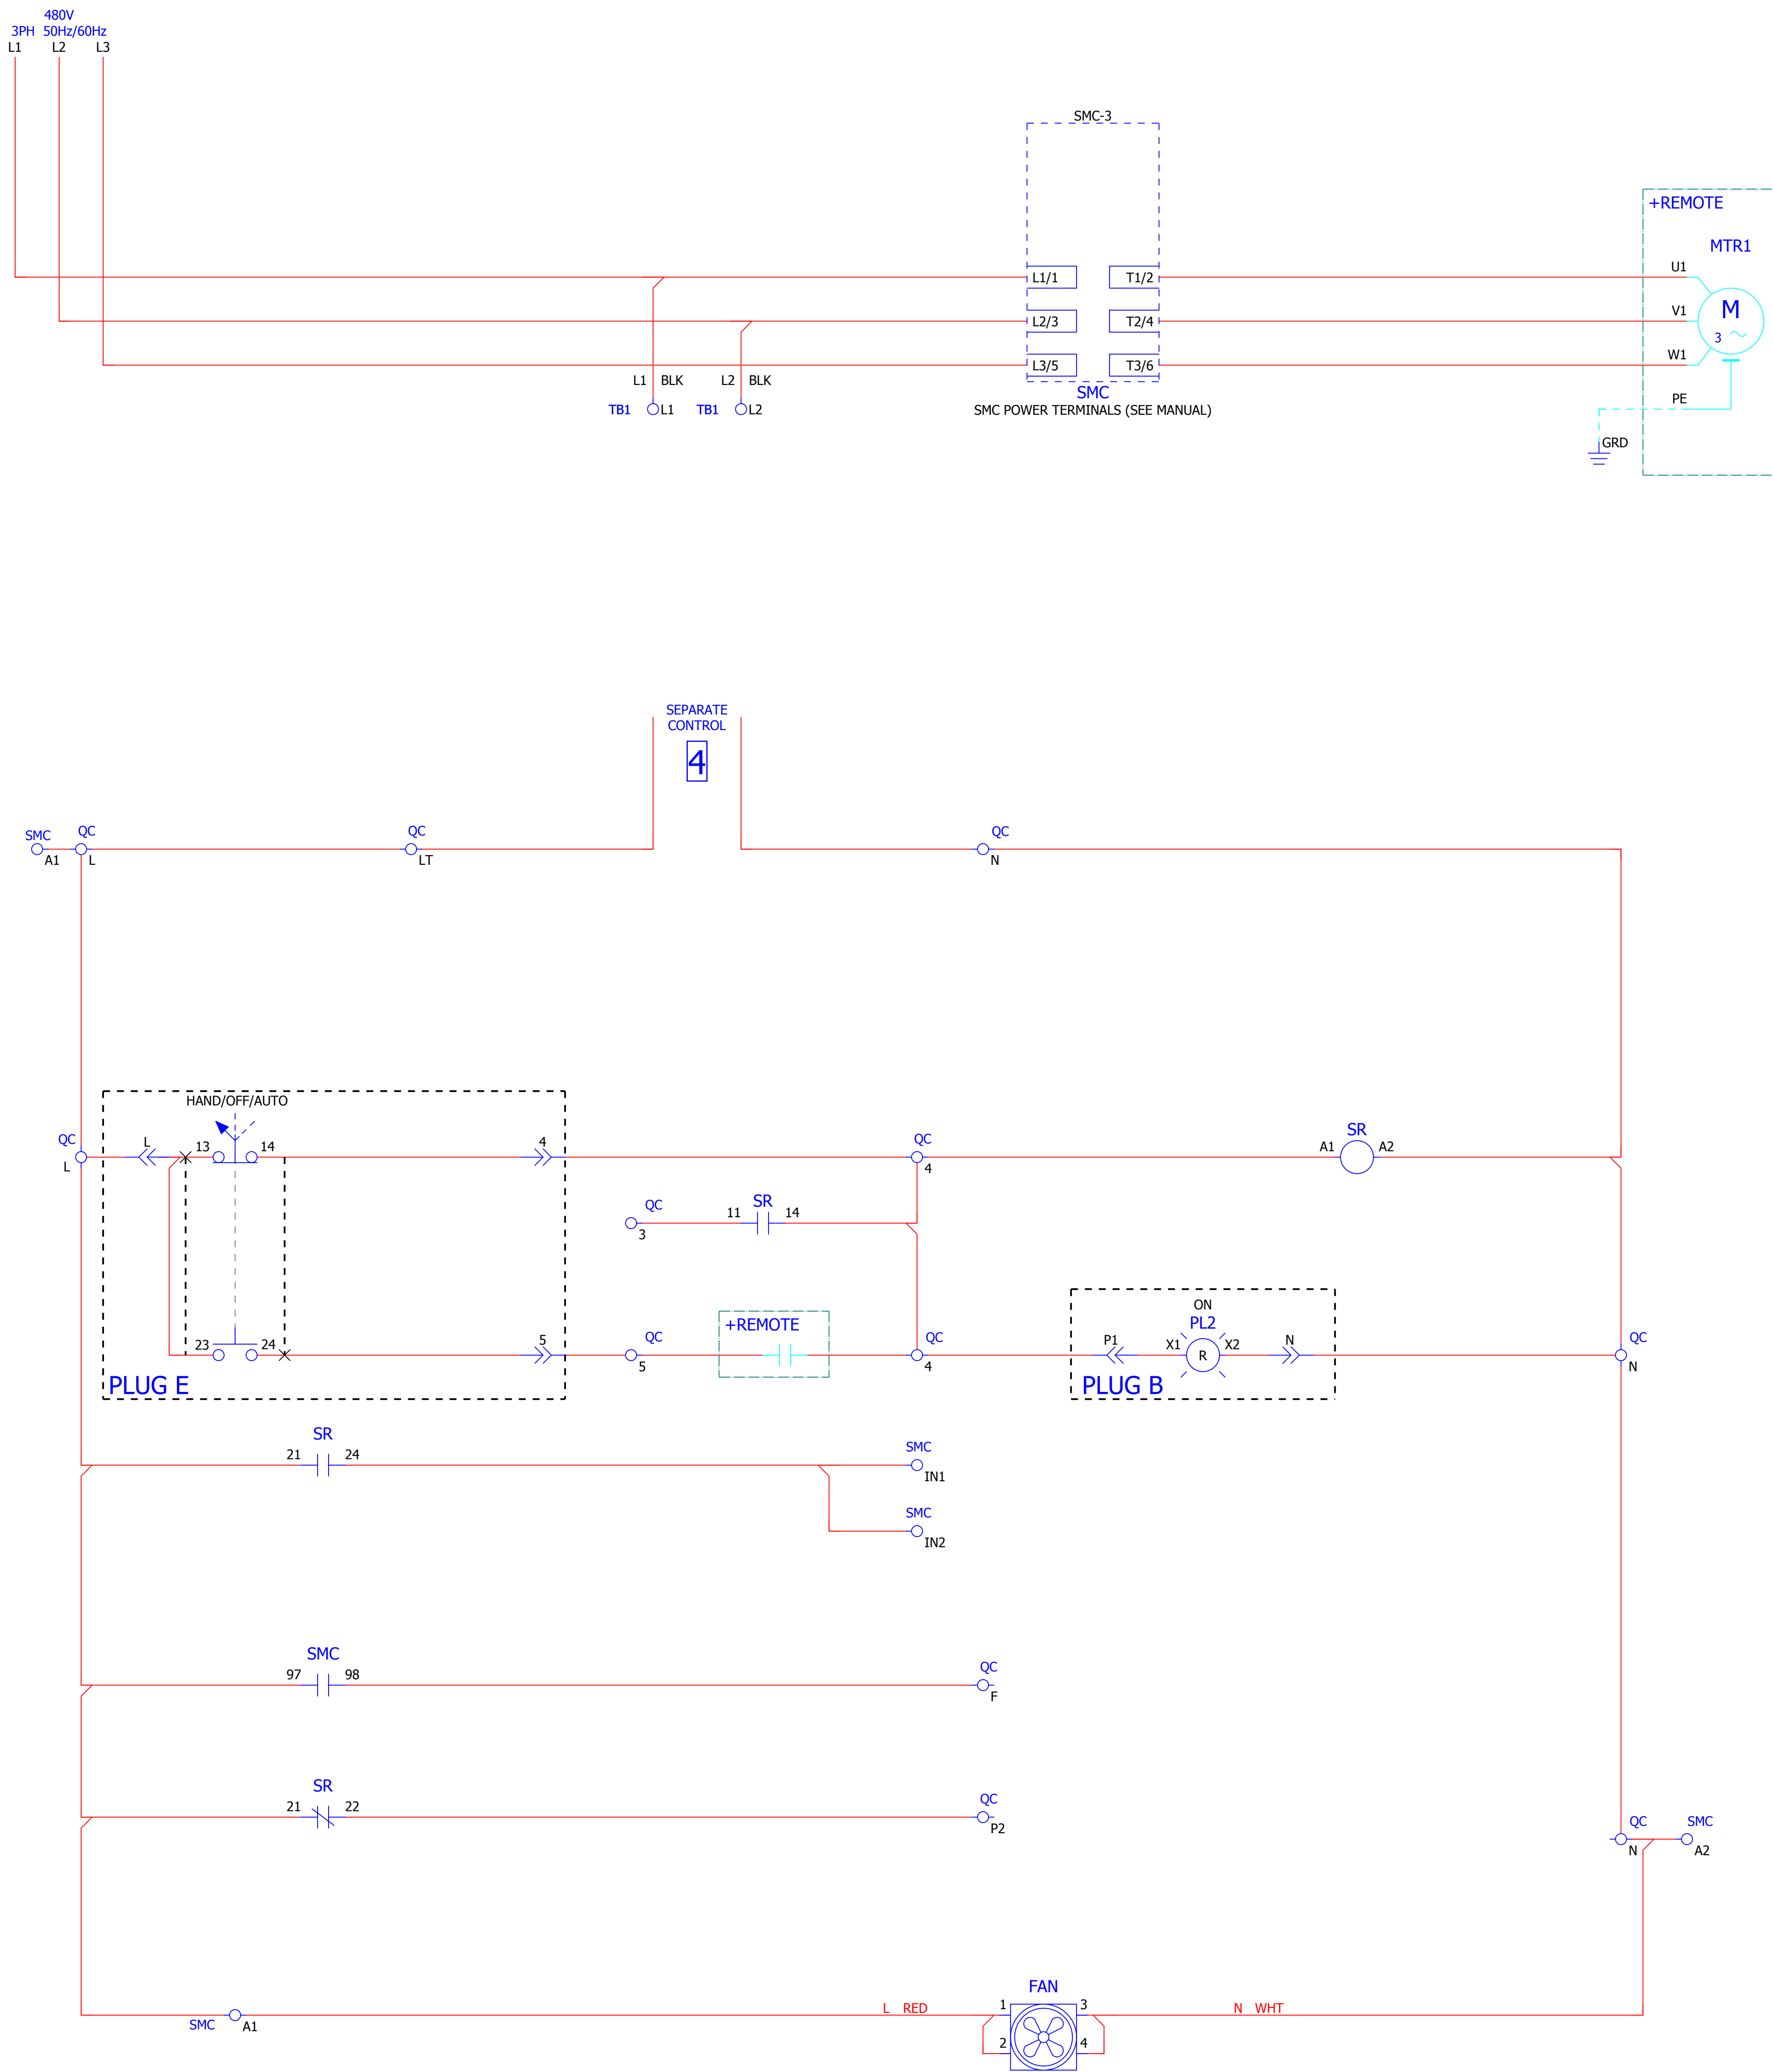 480V
3PH 50Hz/60Hz
L1 L2 L3
SMC-3
+REMOTE
MTR1
L1/1 T1/2 U1
L2/3 T2/4 V1
M
3
L3/5 T3/6 W1
L1 BLK L2 BLK
SMC
PE
TB1 L1 TB1 L2
SMC POWER TERMINALS (SEE MANUAL)
GRD
SEPARATE
CONTROL
4
SMC QC QC QC
A1 L LT N
HAND/OFF/AUTO
QC L 13 14 4 QC A1 SR A2
L 4
QC 11 SR 14
3
ON
+REMOTE
PL2
23 24 5 QC QC P1 X1 R X2 N QC
5 4 N
PLUG E
PLUG B
SR
21 24
SMC
IN1
SMC
IN2
SMC
97 98
QC
F
SR
21 22
QC
P2
QC SMC
N A2
FAN
L RED 1 3 N WHT
SMC A1
2 4